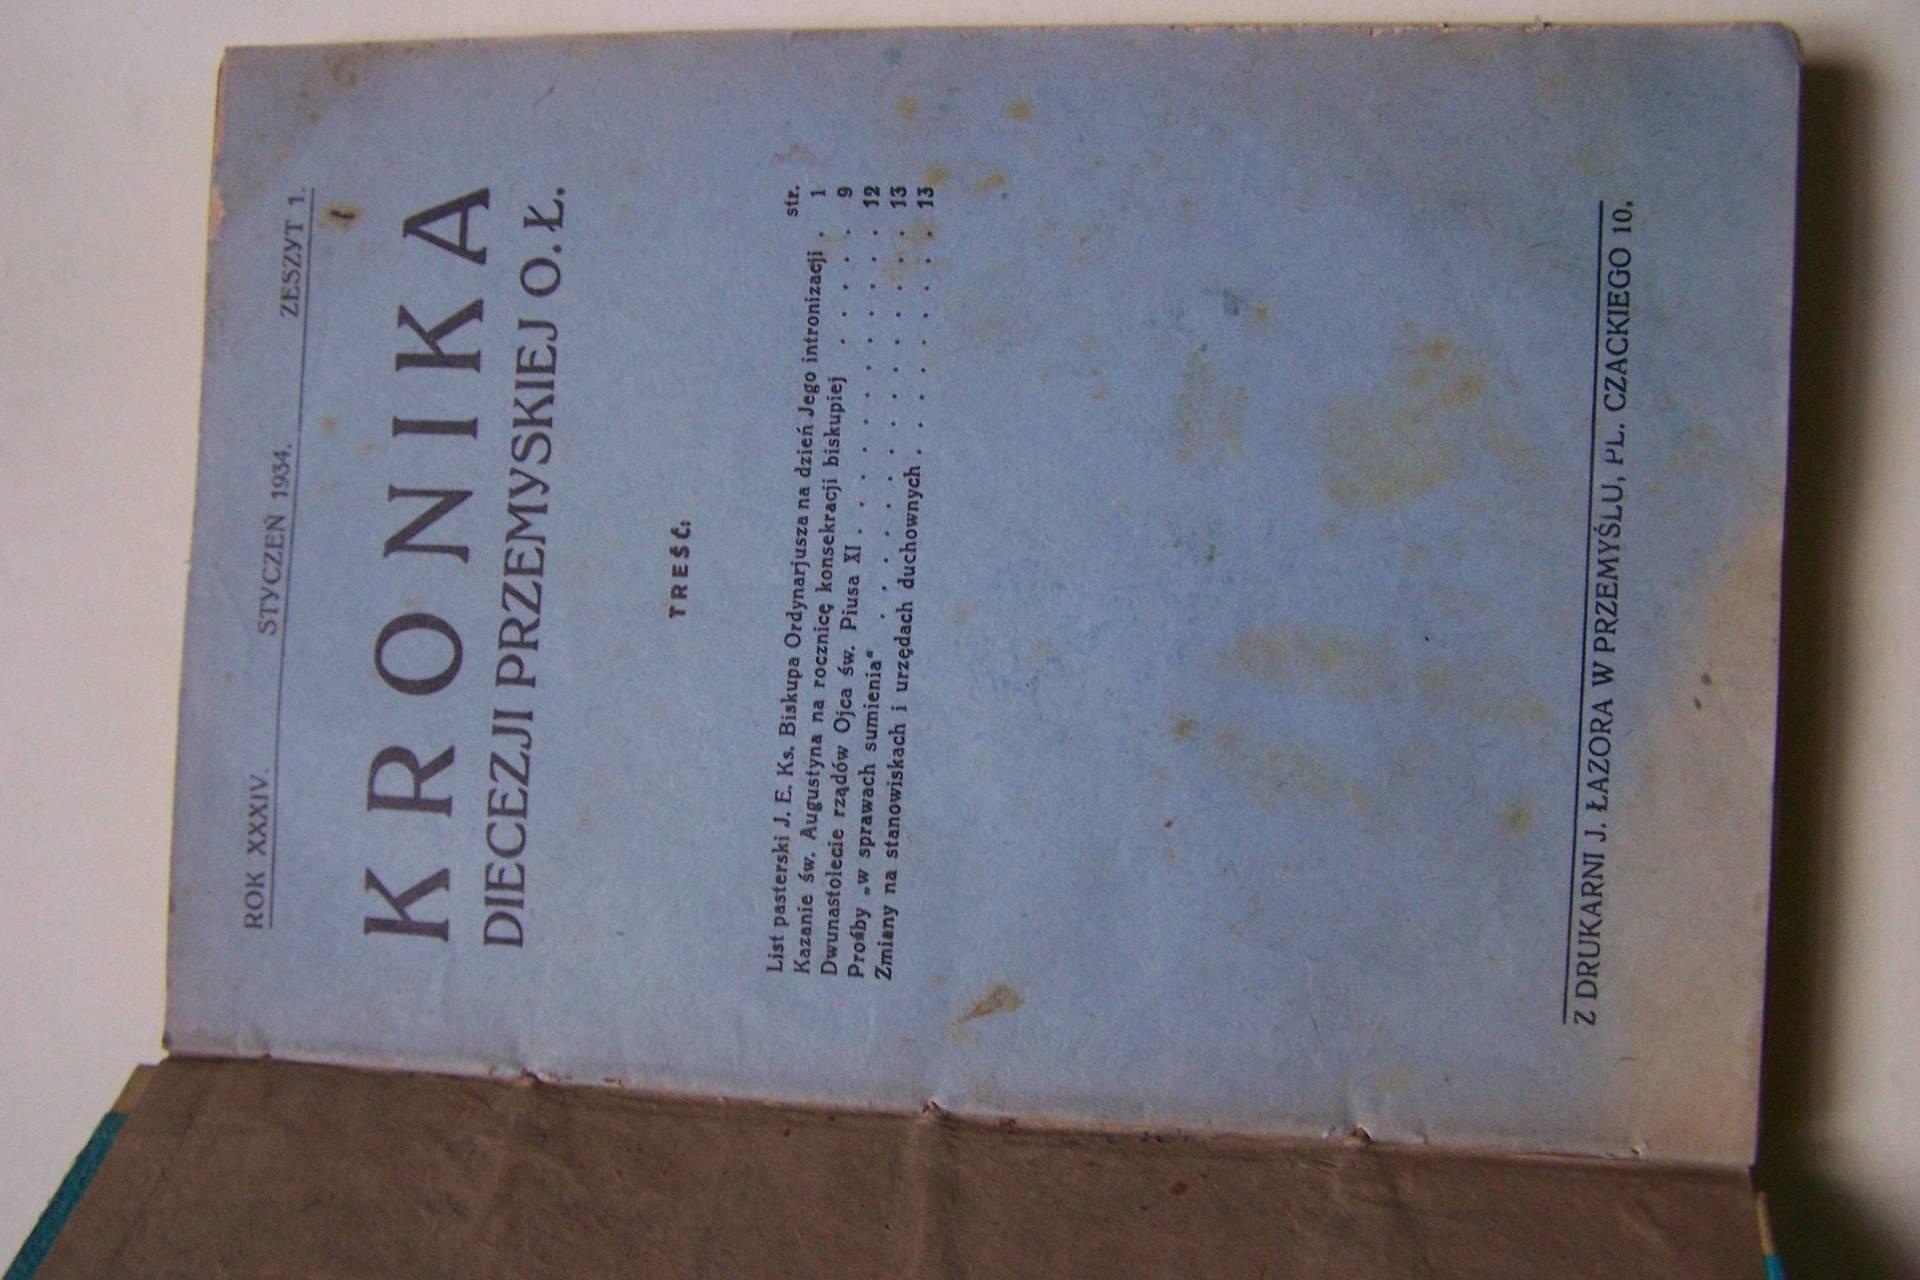 ROK XXXIV. STYCZEŃ 1934. ZESZYT 1.
KRONIKA
DIECEZJI PRZEMYSKIEJ O. Ł.
TREŚĆ:
str.
List pasterski J. E. Ks. Biskupa Ordynarjusza na dzień Jego intronizacji . 1
Kazanie św. Augustyna na rocznicę konsekracji biskupiej . . . . 9
Dwunastolecie rządów Ojca św. Piusa XI . . . . . . . . . . . . 12
Prośby „w sprawach sumienia“ . . . . . . . . . . . . . . . 13
Zmiany na stanowiskach i urzędach duchownych . . . . . . . . . 13
Z DRUKARNI J. ŁAZORA W PRZEMYŚLU, PL. CZACKIEGO 10.